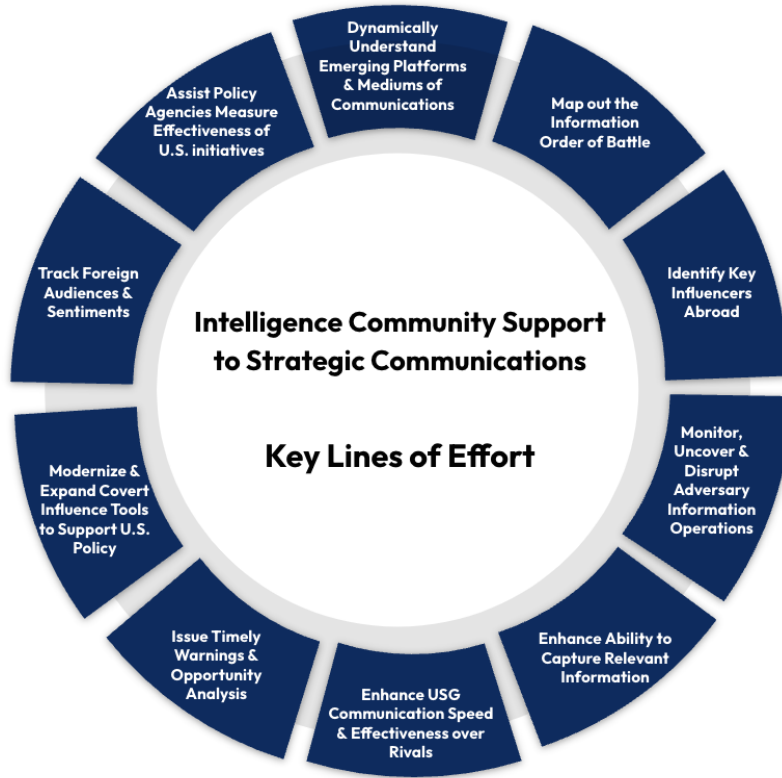 Intelligence Community Support
to Strategic Communications
Key Lines of Effort
Dynamically
Understand
Emerging Platforms
& Mediums of
Communications
Map out the
Information
Order of Battle
Identify Key
Influencers
Abroad
Monitor,
Uncover &
Disrupt
Adversary
Information
Operations
Enhance Ability to
Capture Relevant
Information
Enhance USG
Communication Speed
& Effectiveness over
Rivals
Issue Timely
Warnings &
Opportunity
Analysis
Modernize &
Expand Covert
Influence Tools
to Support U.S.
Policy
Track Foreign
Audiences &
Sentiments
Assist Policy
Agencies Measure
Effectiveness of
U.S. initiatives